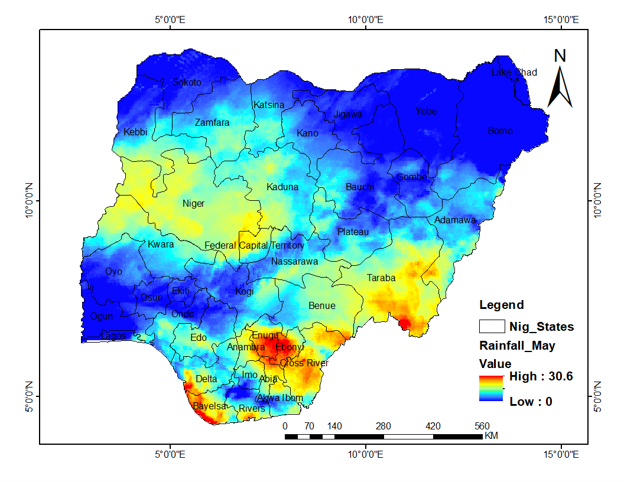 5°0'0"E 10°0'0"E 15°0'0"E
N
Lake Chad
Sokoto
Katsina
Jigawa
Yobe
Zamfara
Kebbi
Kano
Borno
Gombe
Kaduna
Bauchi
10°0'0"N 10°0'0"N
Niger
Adamawa
Plateau
Kwara
Federal Capital Territory
Nassarawa
Oyo
Taraba
Ekiti
Kogi
Osun
Benue
Ogun
Ondo
Lagos
Edo
Enugu
Anambra
Ebonyi
Cross River
Imo
Abia
Delta
Akwa Ibom
Bayelsa
Rivers
5°0'0"N 5°0'0"N
Legend
Nig_States
Rainfall_May
Value
High : 30.6
Low : 0
0 70 140 280 420 560
KM
5°0'0"E 10°0'0"E 15°0'0"E